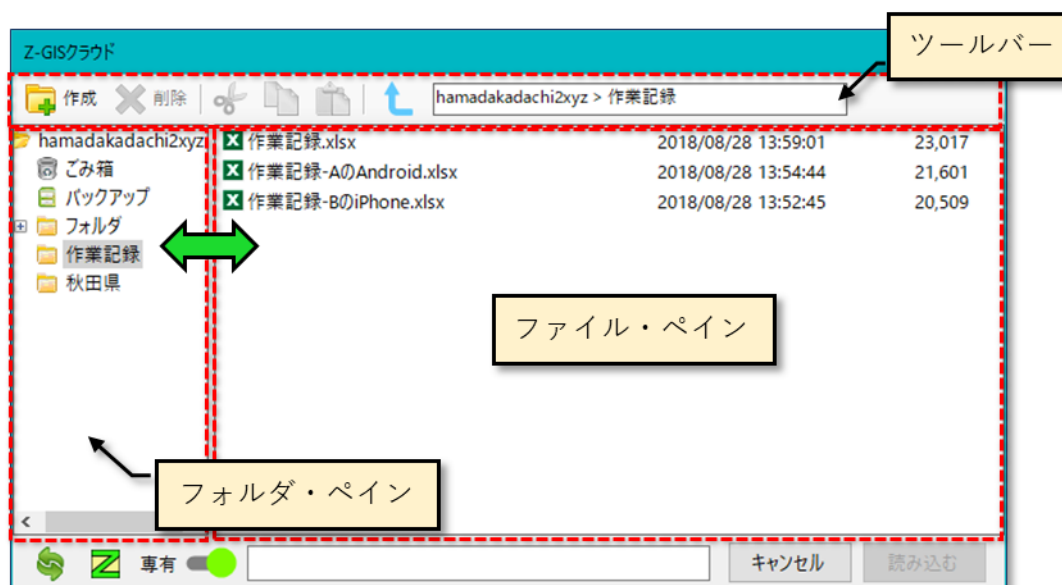 Z-GISクラウド
ツールバー
作成 削除 hamadakadachi2xyz > 作業記録
hamadakadachi2xyz
ごみ箱
バックアップ
フォルダ
作業記録
秋田県
作業記録.xlsx 2018/08/28 13:59:01 23,017
作業記録-AのAndroid.xlsx 2018/08/28 13:54:44 21,601
作業記録-BのiPhone.xlsx 2018/08/28 13:52:45 20,509
ファイル・ペイン
フォルダ・ペイン
専有 キャンセル 読み込む